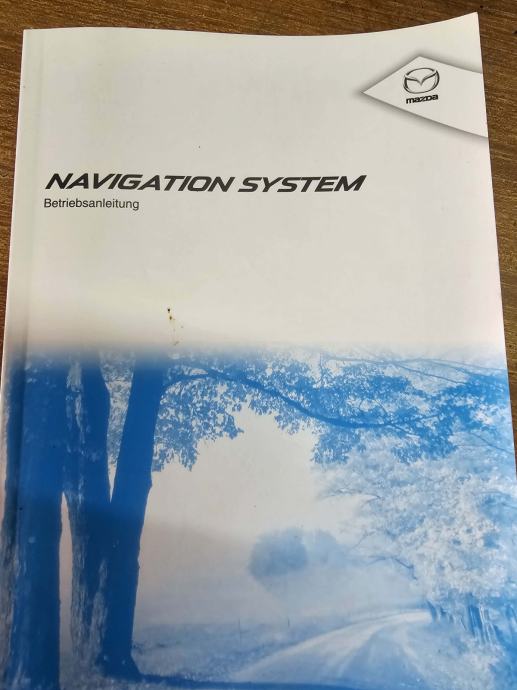 mazda
NAVIGATION SYSTEM
Betriebsanleitung